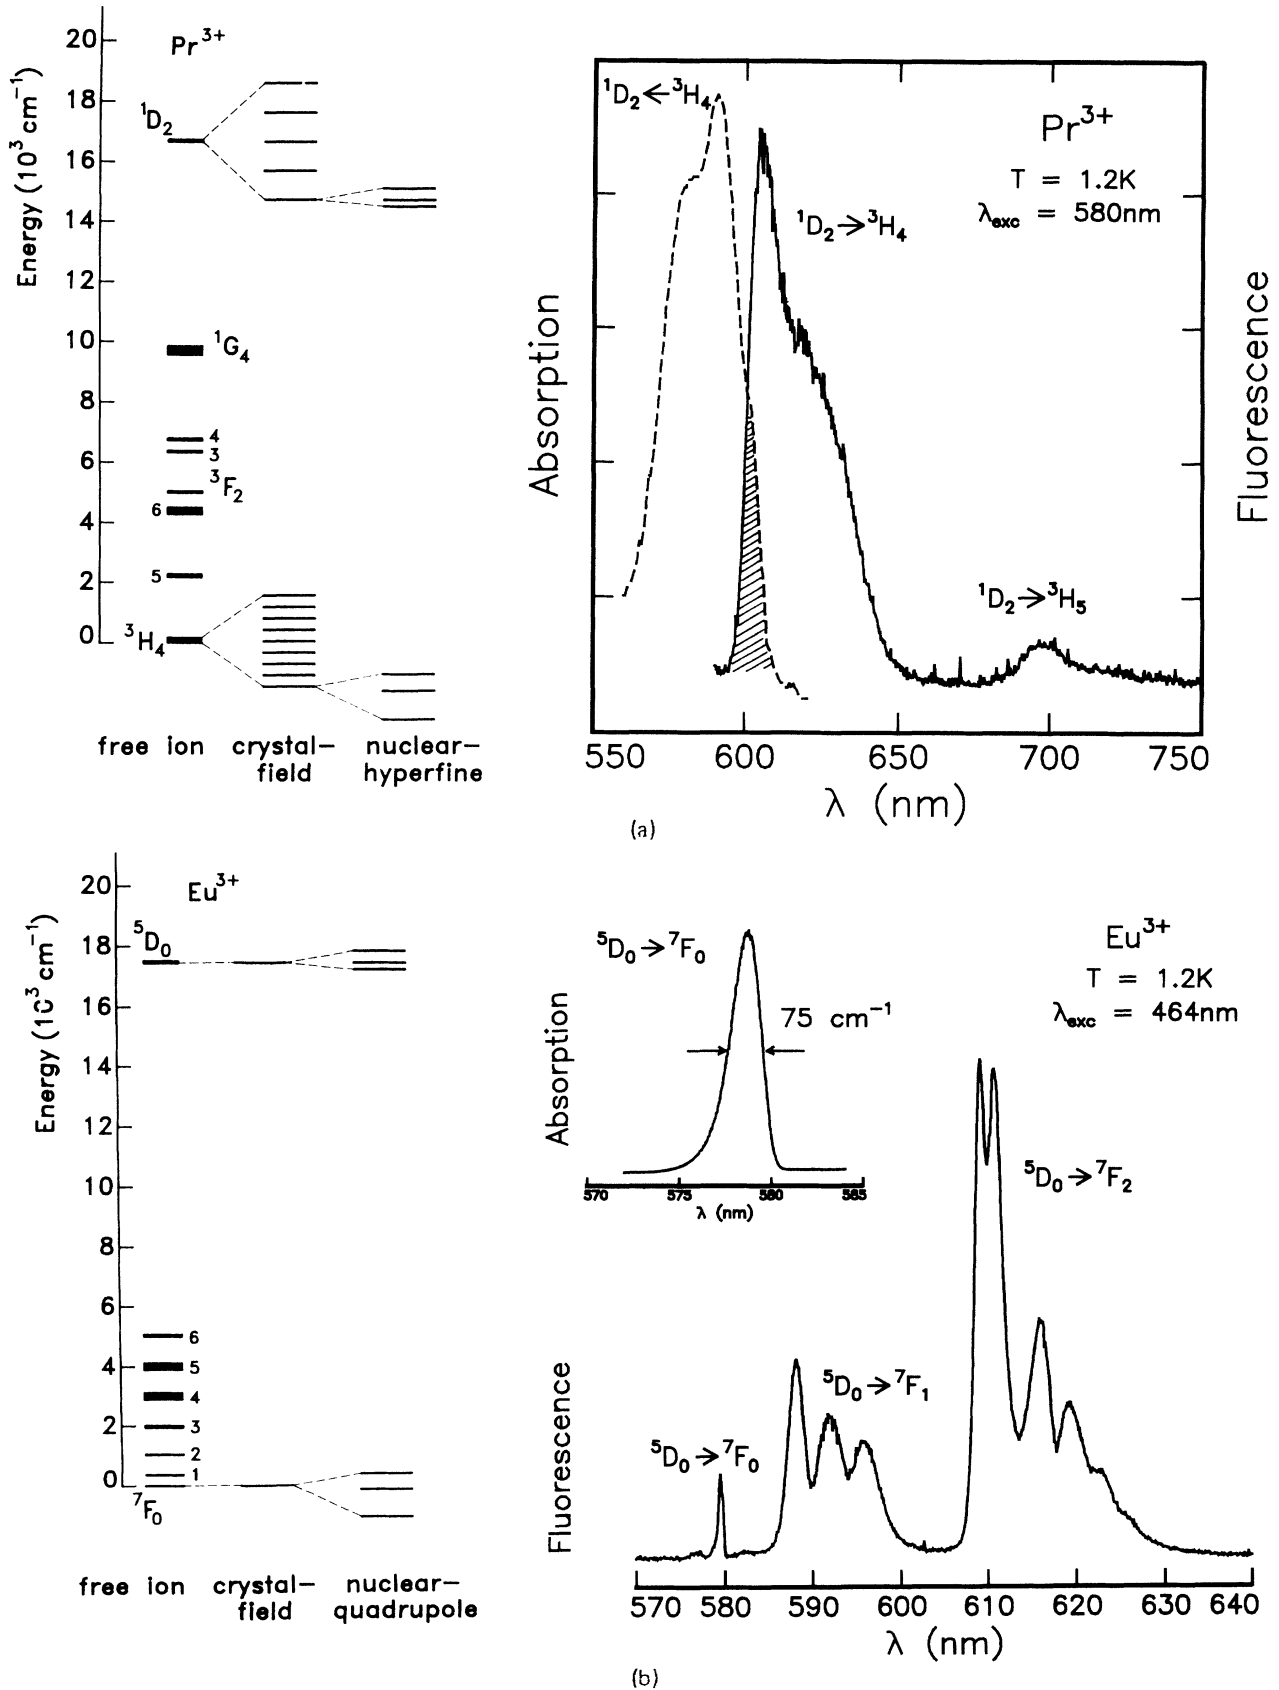 20
Pr³⁺
18
¹D₂
16
14
12
10
¹G₄
8
4
3
6
³F₂
6
4
5
2
0
³H₄
Energy (10³ cm⁻¹)
free ion
crystal-
field
nuclear-
hyperfine
¹D₂←³H₄
Pr³⁺
T = 1.2K
λexc = 580nm
¹D₂→³H₄
¹D₂→³H₅
Absorption
Fluorescence
550 600 650 700 750
λ (nm)
(a)
20
Eu³⁺
⁵D₀
18
16
14
12
10
8
6
6
4
5
4
2
3
2
1
0
⁷F₀
Energy (10³ cm⁻¹)
free ion
crystal-
field
nuclear-
quadrupole
⁵D₀→⁷F₀
75 cm⁻¹
Absorption
570 575 580 585
λ (nm)
Eu³⁺
T = 1.2K
λexc = 464nm
⁵D₀→⁷F₂
⁵D₀→⁷F₁
⁵D₀→⁷F₀
Fluorescence
570 580 590 600 610 620 630 640
λ (nm)
(b)